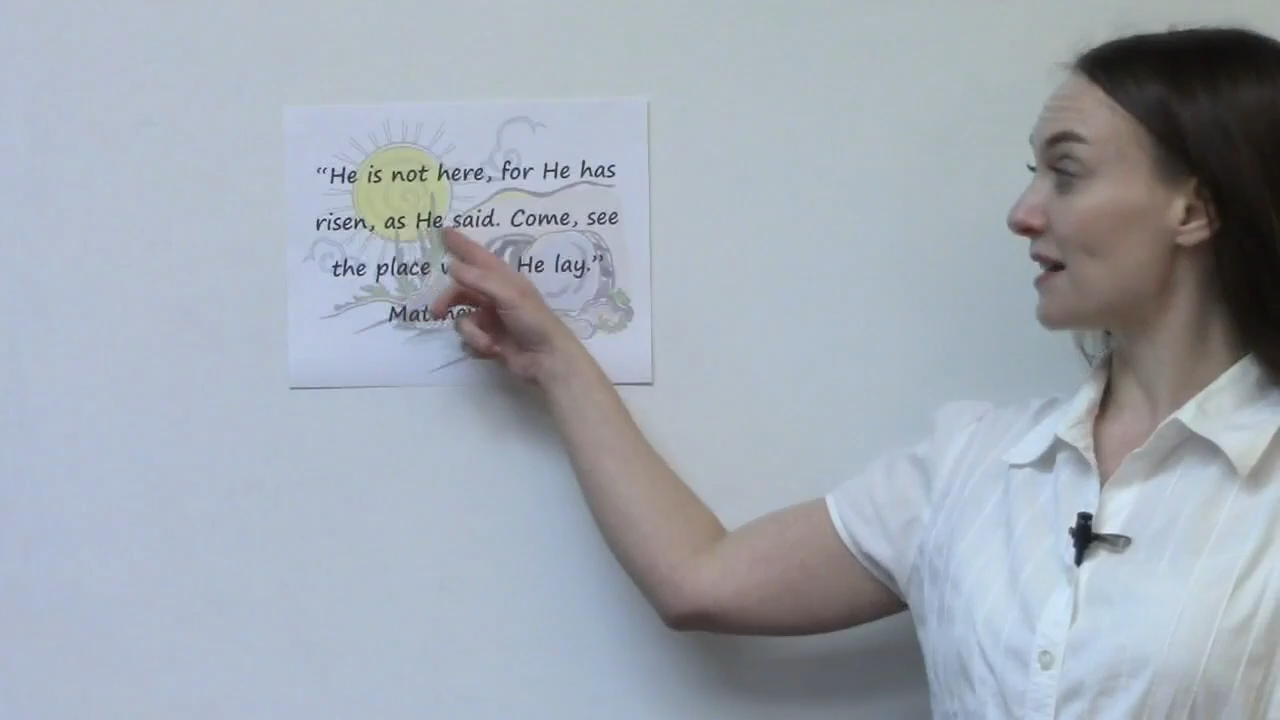 “He is not here, for He has
risen, as He said. Come, see
the place He lay.”